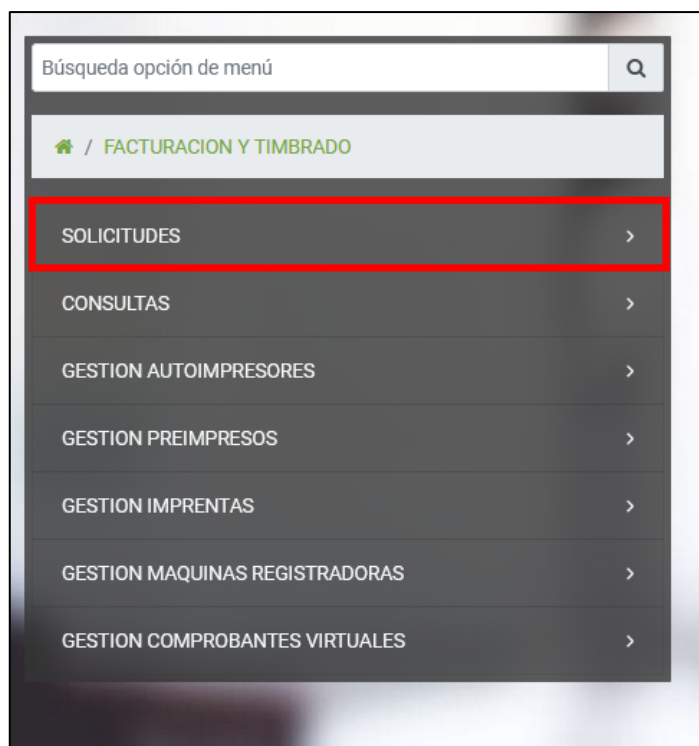 Búsqueda opción de menú
/ FACTURACION Y TIMBRADO
SOLICITUDES
CONSULTAS
GESTION AUTOIMPRESORES
GESTION PREIMPRESOS
GESTION IMPRENTAS
GESTION MAQUINAS REGISTRADORAS
GESTION COMPROBANTES VIRTUALES